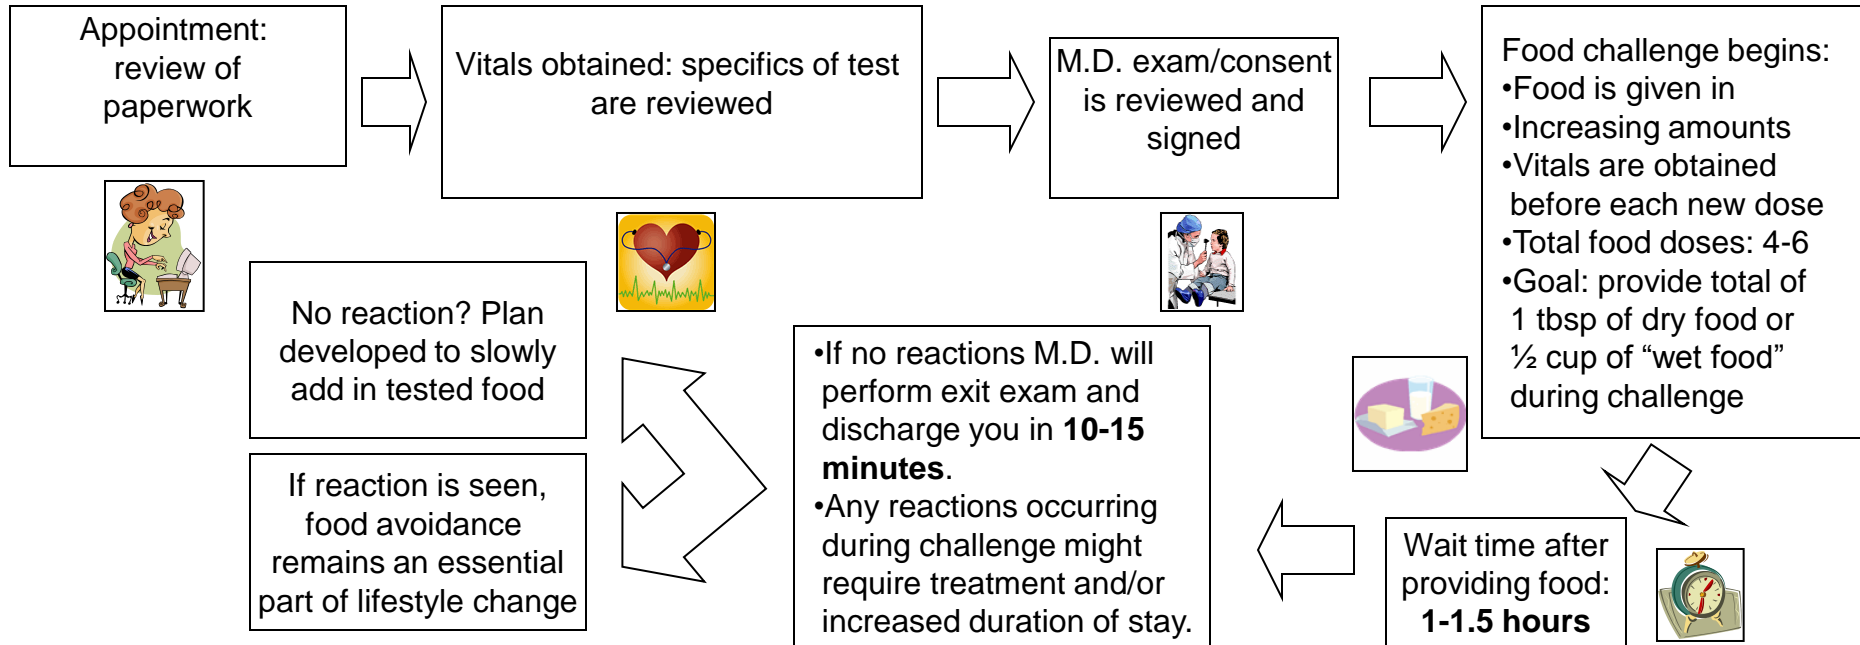 Appointment:
review of
paperwork
Vitals obtained: specifics of test
are reviewed
M.D. exam/consent
is reviewed and
signed
Food challenge begins:
•Food is given in
•Increasing amounts
•Vitals are obtained
before each new dose
•Total food doses: 4-6
•Goal: provide total of
1 tbsp of dry food or
½ cup of “wet food”
during challenge
Wait time after
providing food:
1-1.5 hours
•If no reactions M.D. will
perform exit exam and
discharge you in 10-15
minutes.
•Any reactions occurring
during challenge might
require treatment and/or
increased duration of stay.
No reaction? Plan
developed to slowly
add in tested food
If reaction is seen,
food avoidance
remains an essential
part of lifestyle change